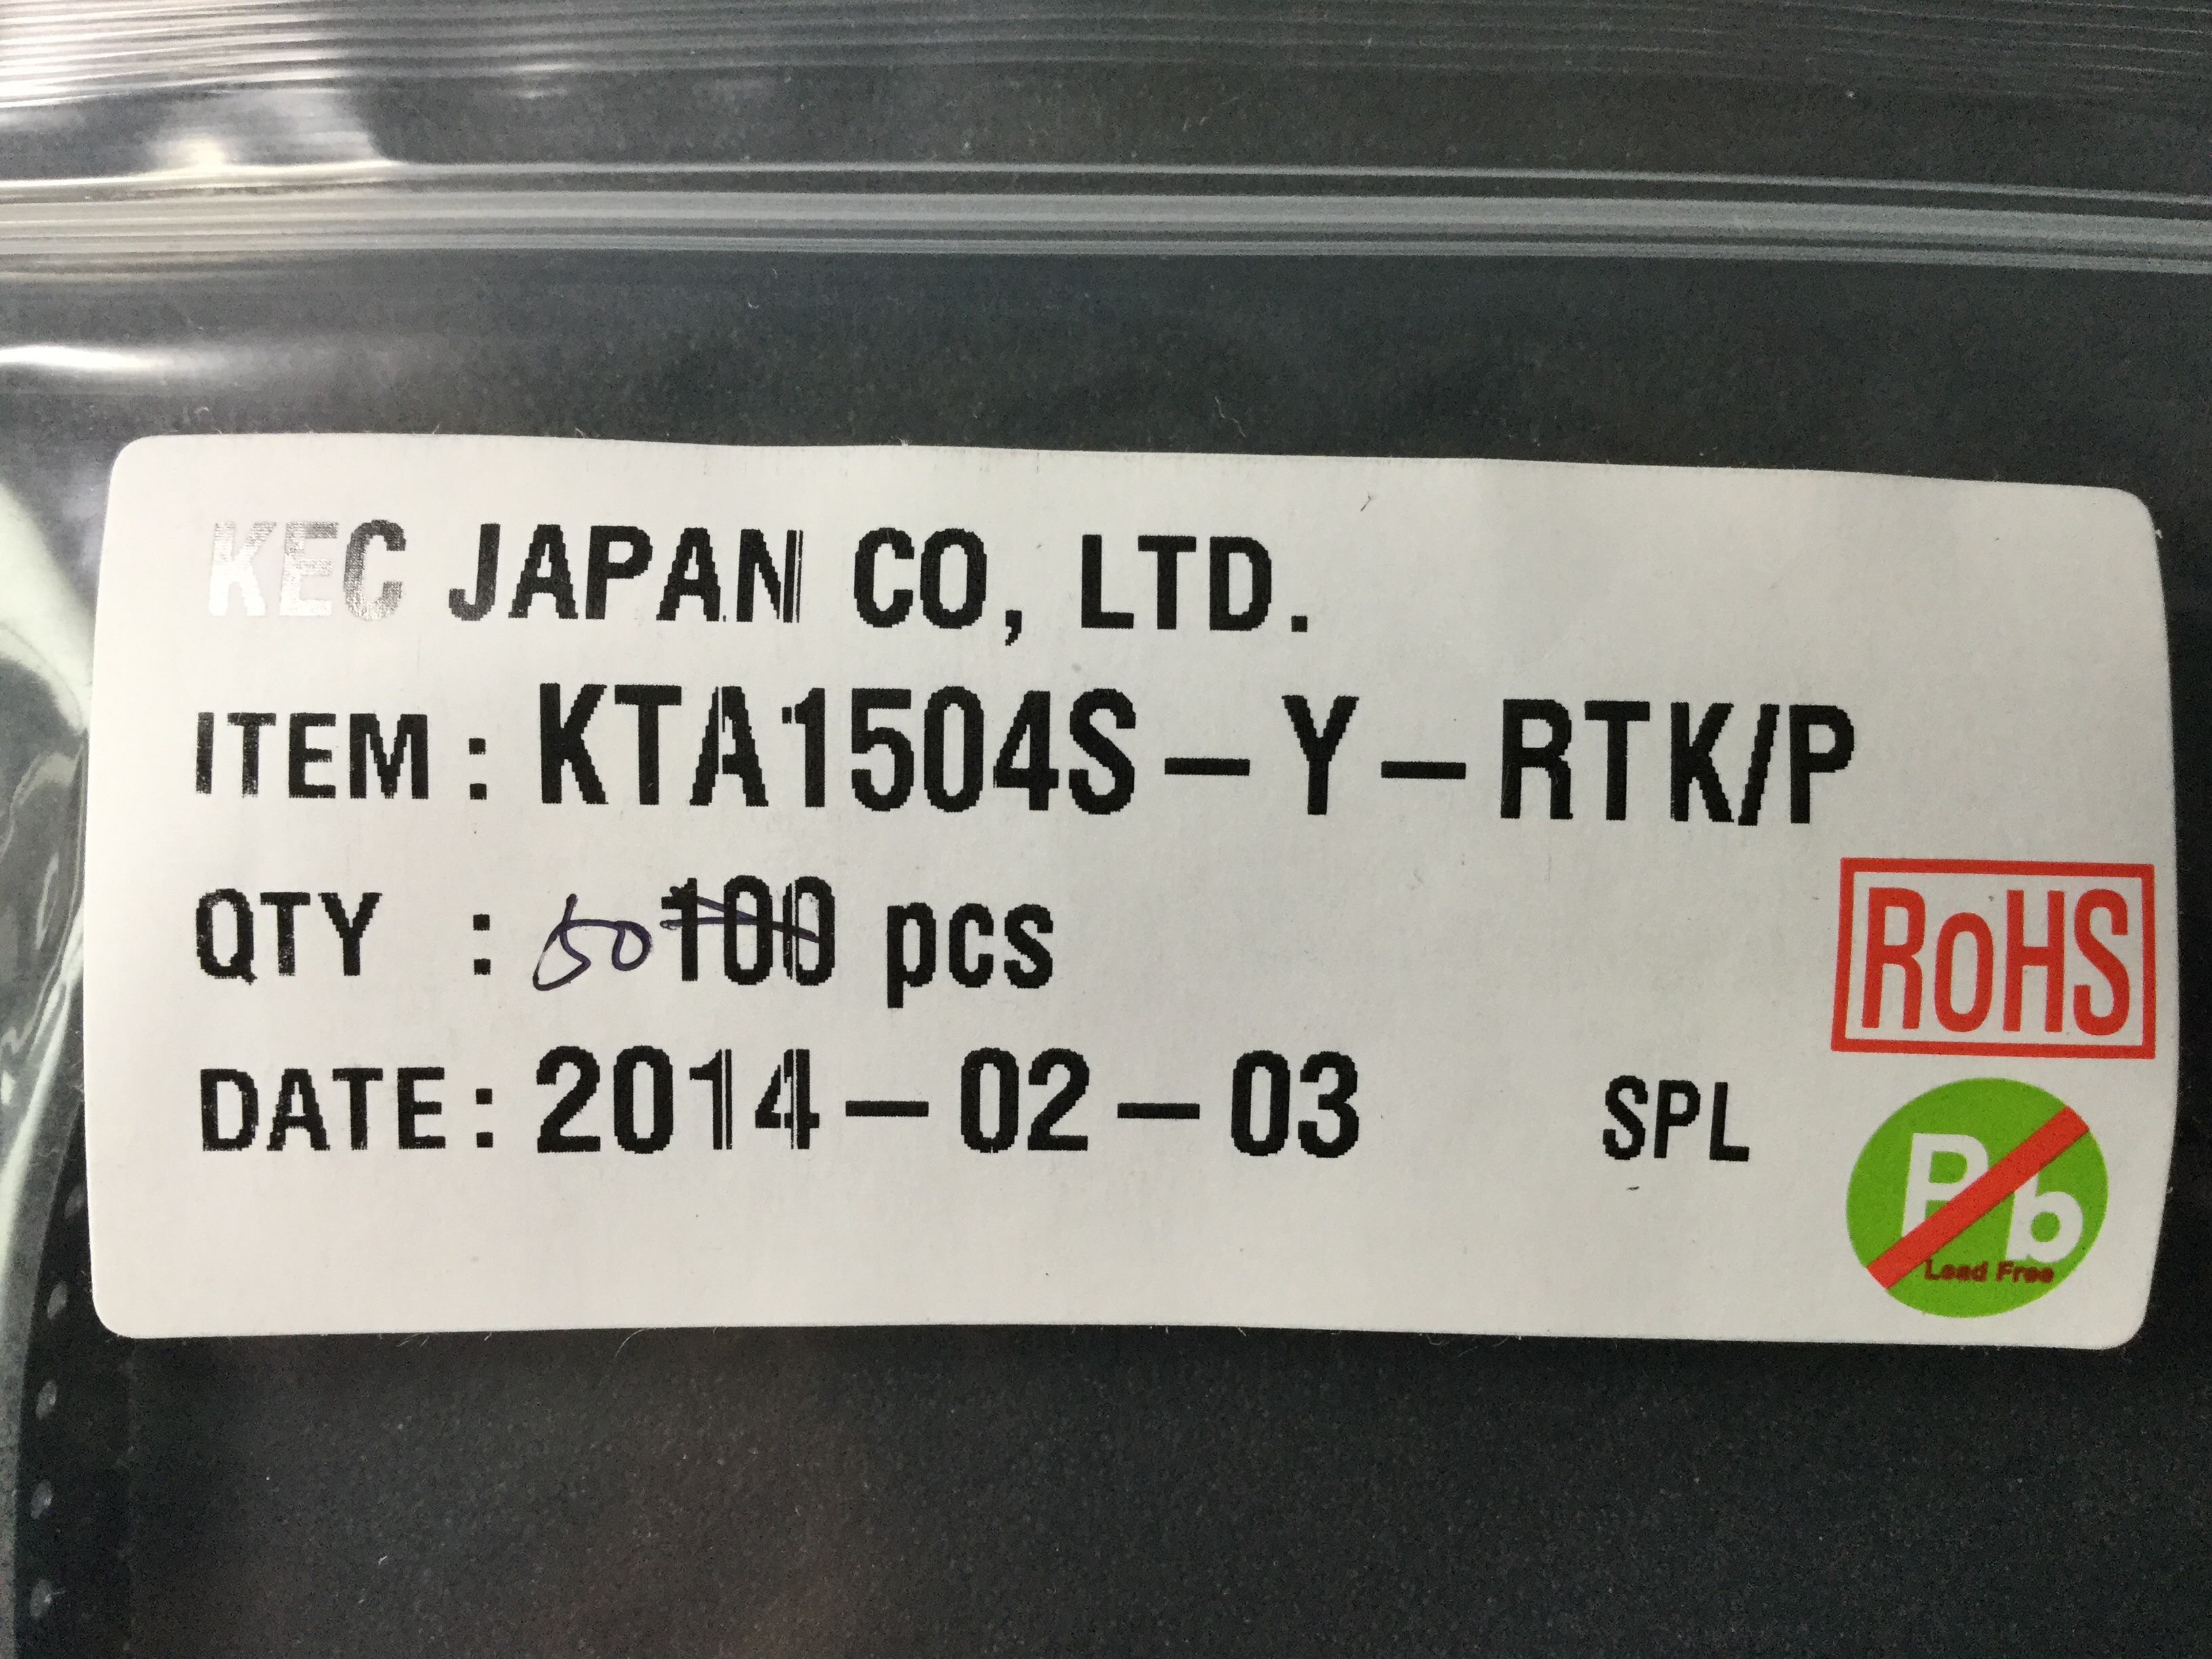 KEC JAPAN CO, LTD.
ITEM : KTA1504S-Y-RTK/P
QTY : 50 100 pcs
RoHS
DATE : 2014-02-03 SPL
Pb
Lead Free